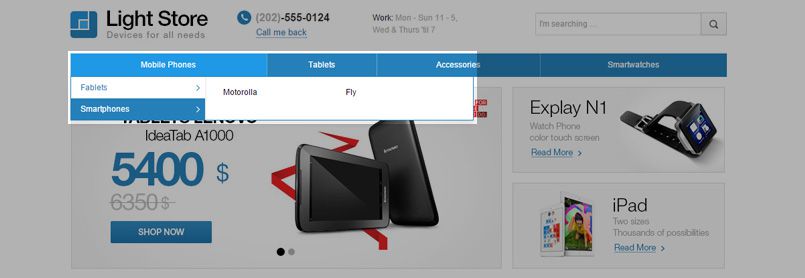 Light Store
Devices for all needs
(202)-555-0124
Call me back
Work: Mon - Sun 11 - 5,
Wed & Thurs 'til 7
I'm searching ....
Mobile Phones
Tablets
Accessories
Smartwatches
Fablets
Smartphones
Motorolla
Fly
IdeaTab A1000
5400 $
6350 $
SHOP NOW
Lenovo
Explay N1
Watch Phone
color touch screen
Read More
iPad
Two sizes
Thousands of possibilities
Read More